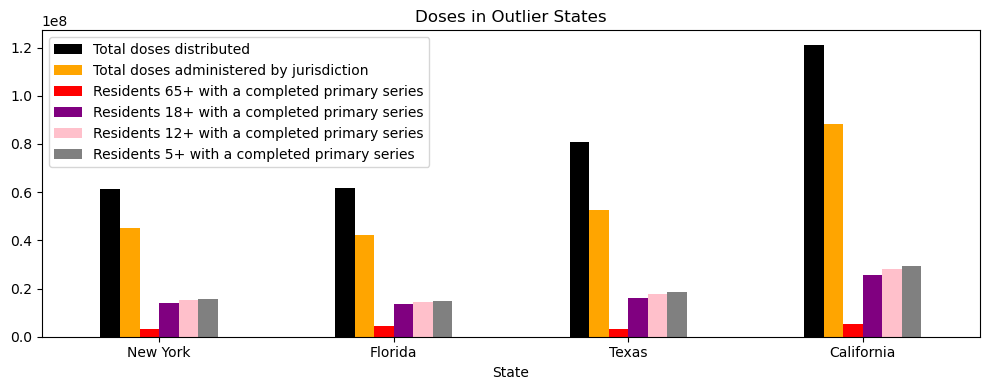 Doses in Outlier States
1e8
Total doses distributed
Total doses administered by jurisdiction
Residents 65+ with a completed primary series
Residents 18+ with a completed primary series
Residents 12+ with a completed primary series
Residents 5+ with a completed primary series
1.2
1.0
0.8
0.6
0.4
0.2
0.0
New York Florida Texas California
State